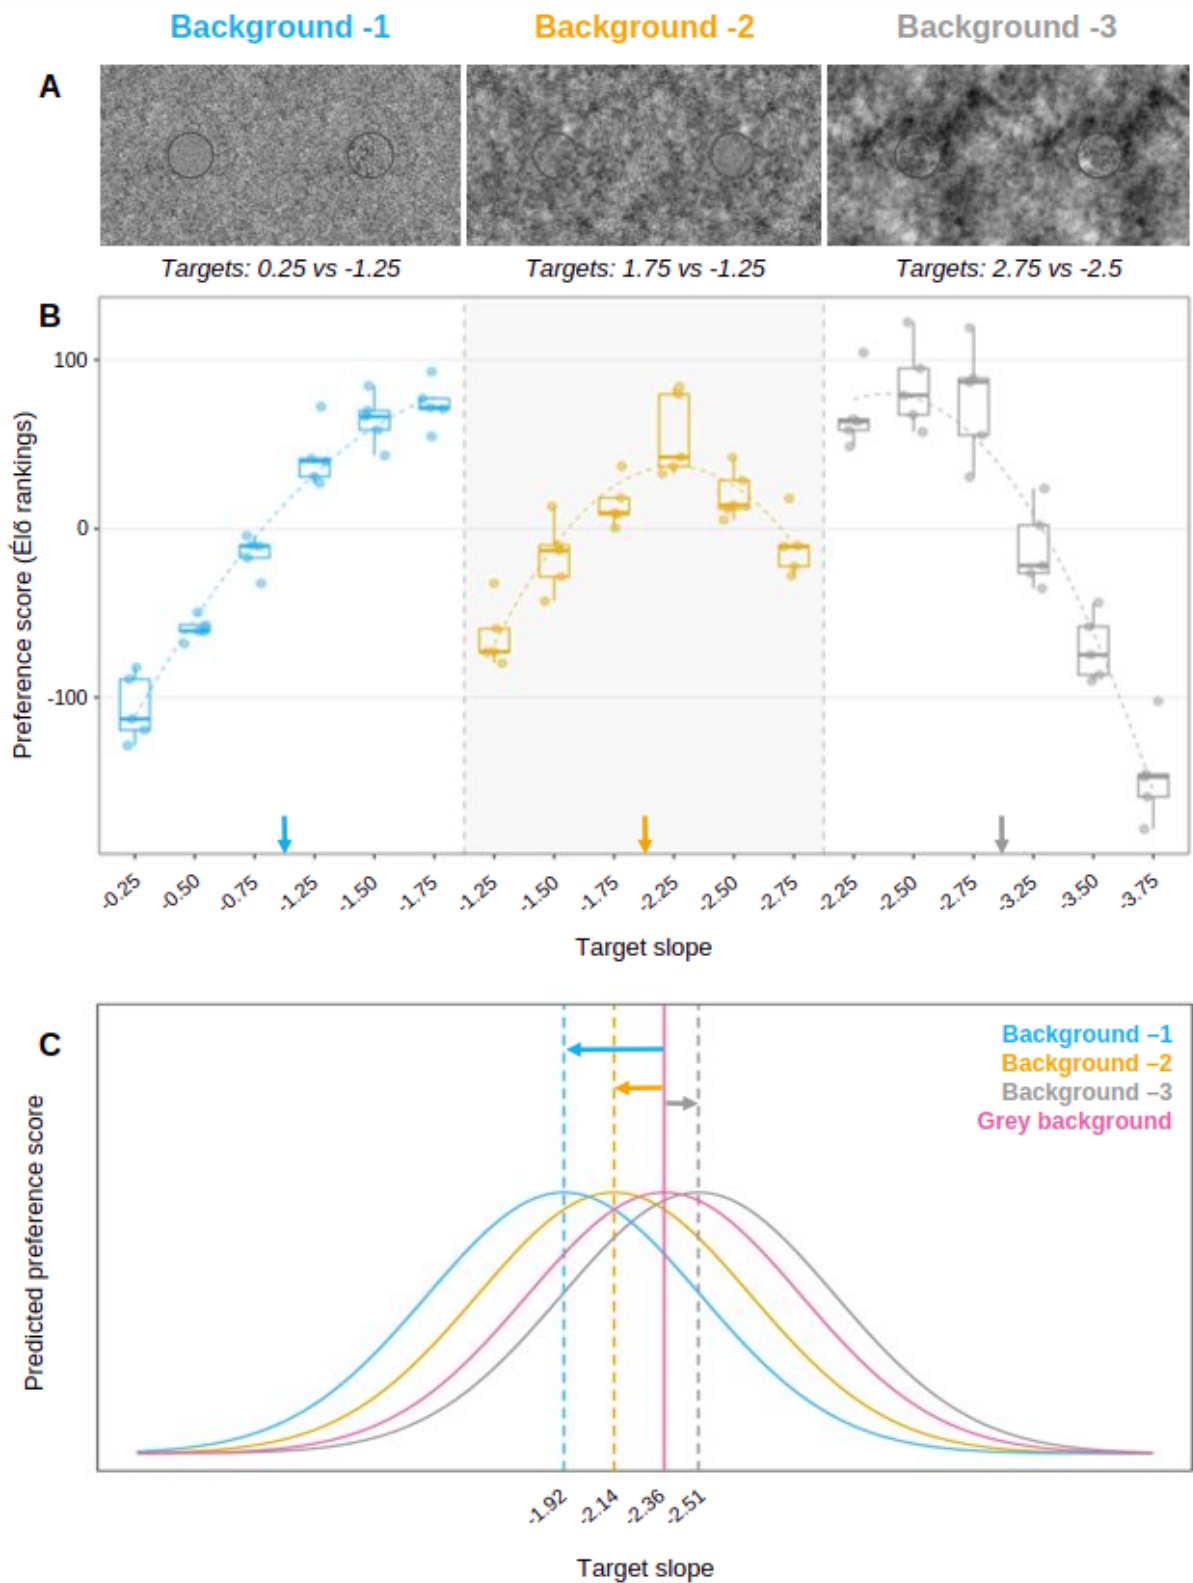 Background -1 Background -2 Background -3
A
Targets: 0.25 vs -1.25 Targets: 1.75 vs -1.25 Targets: 2.75 vs -2.5
B
Preference score (Élő rankings)
100
0
-100
-0.25 -0.50 -0.75 -1.25 -1.50 -1.75 -1.25 -1.50 -1.75 -2.25 -2.50 -2.75 -2.25 -2.50 -2.75 -3.25 -3.50 -3.75
Target slope
C
Background –1
Background –2
Background –3
Grey background
Predicted preference score
-1.92 -2.14 -2.36 -2.51
Target slope